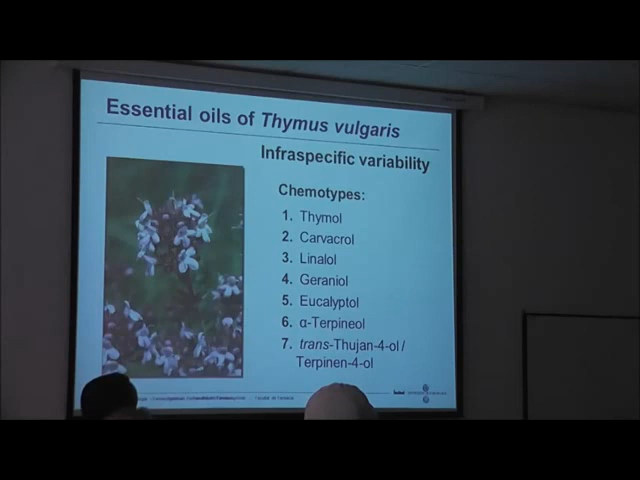 Essential oils of Thymus vulgaris
Infraspecific variability
Chemotypes:
1. Thymol
2. Carvacrol
3. Linalol
4. Geraniol
5. Eucalyptol
6. α-Terpineol
7. trans-Thujan-4-ol /
Terpinen-4-ol